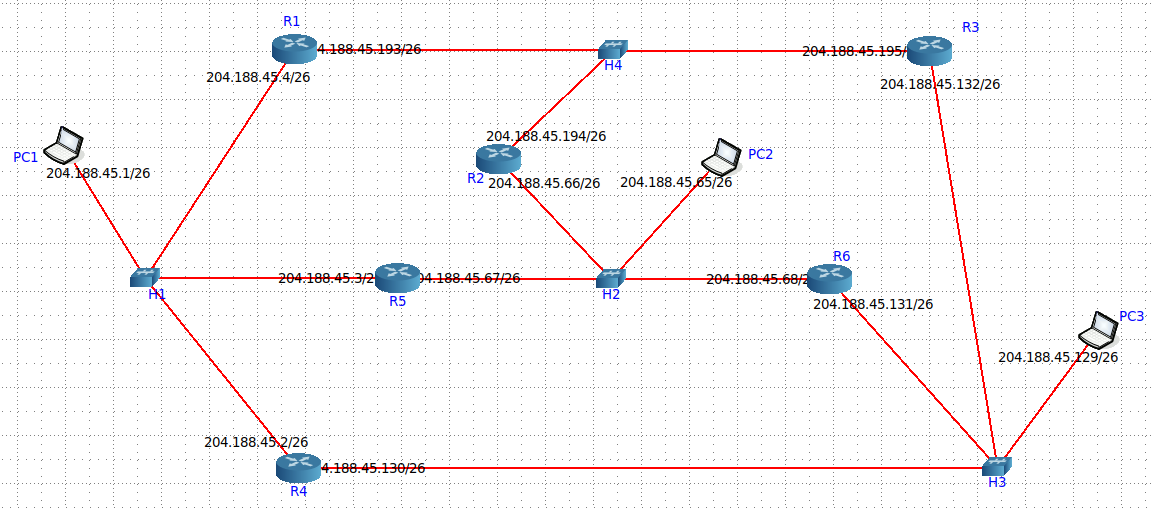 R1
R3
4.188.45.193/26
204.188.45.195/
H4
204.188.45.4/26
204.188.45.132/26
204.188.45.194/26
PC1
PC2
204.188.45.1/26
R2
204.188.45.66/26
204.188.45.65/26
R6
204.188.45.3/2
04.188.45.67/26
204.188.45.68/2
H1
R5
H2
204.188.45.131/26
PC3
204.188.45.129/26
204.188.45.2/26
4.188.45.130/26
R4
H3